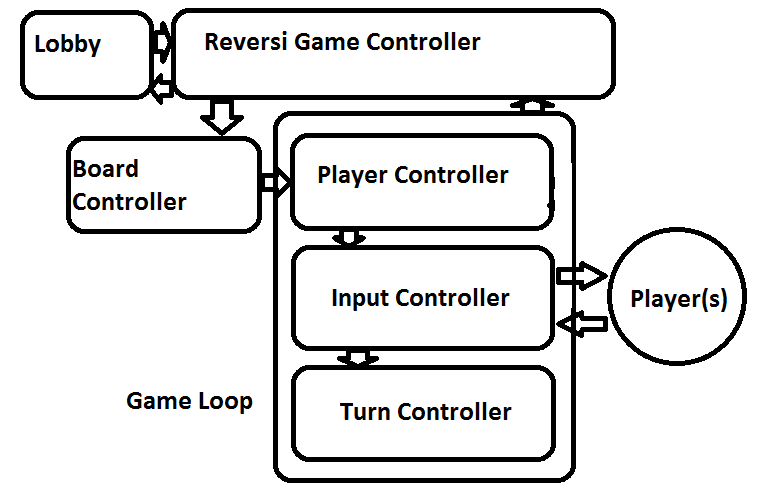 Lobby
Reversi Game Controller
Board
Controller
Player Controller
Input Controller
Player(s)
Game Loop
Turn Controller